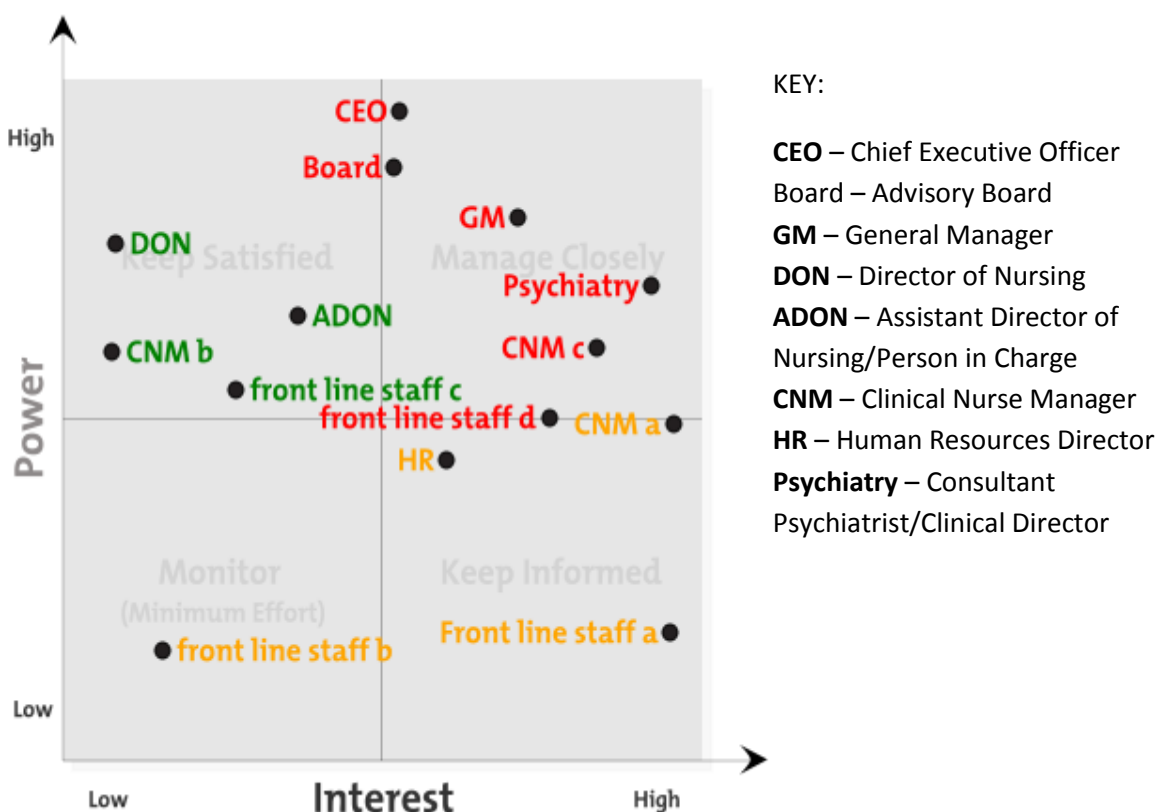 High
CEO
Board
GM
DON
Keep Satisfied
Manage Closely
Psychiatry
ADON
CNM b
CNM c
front line staff c
front line staff d
CNM a
HR
Power
Monitor
(Minimum Effort)
Keep Informed
Front line staff a
front line staff b
Low
Low
Interest
High
KEY:
CEO – Chief Executive Officer
Board – Advisory Board
GM – General Manager
DON – Director of Nursing
ADON – Assistant Director of
Nursing/Person in Charge
CNM – Clinical Nurse Manager
HR – Human Resources Director
Psychiatry – Consultant
Psychiatrist/Clinical Director